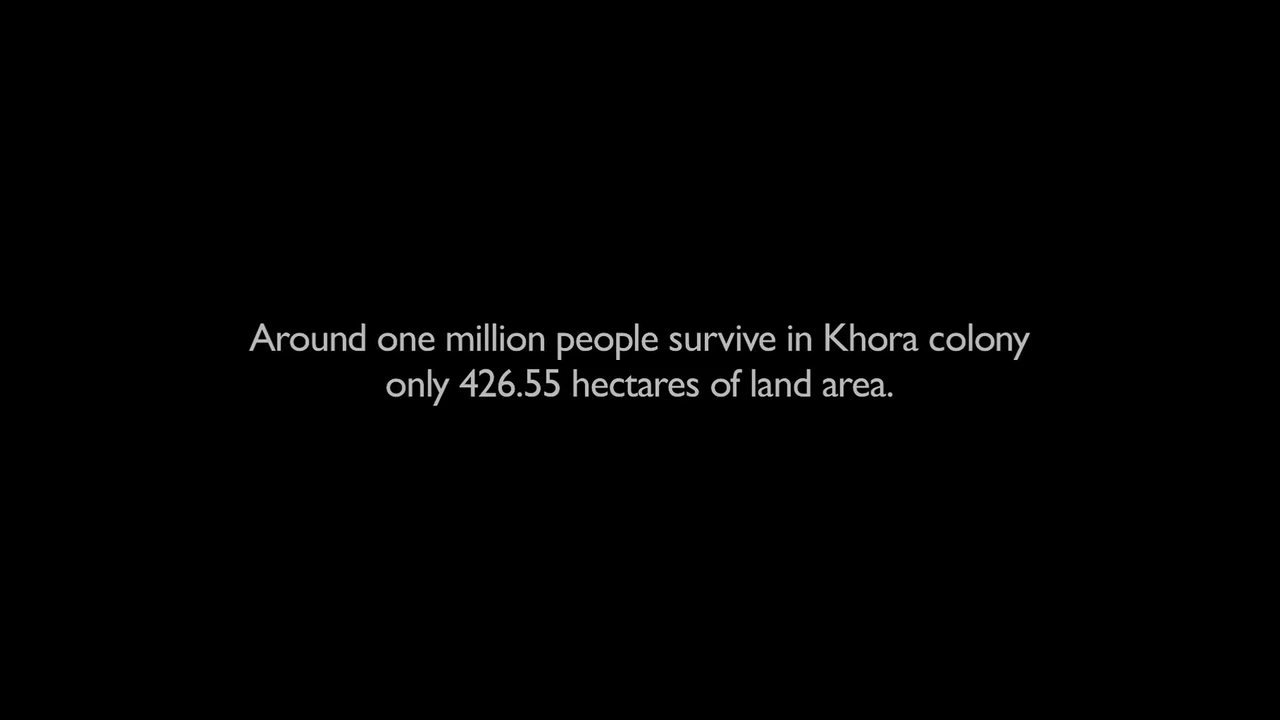 Around one million people survive in Khora colony
only 426.55 hectares of land area.